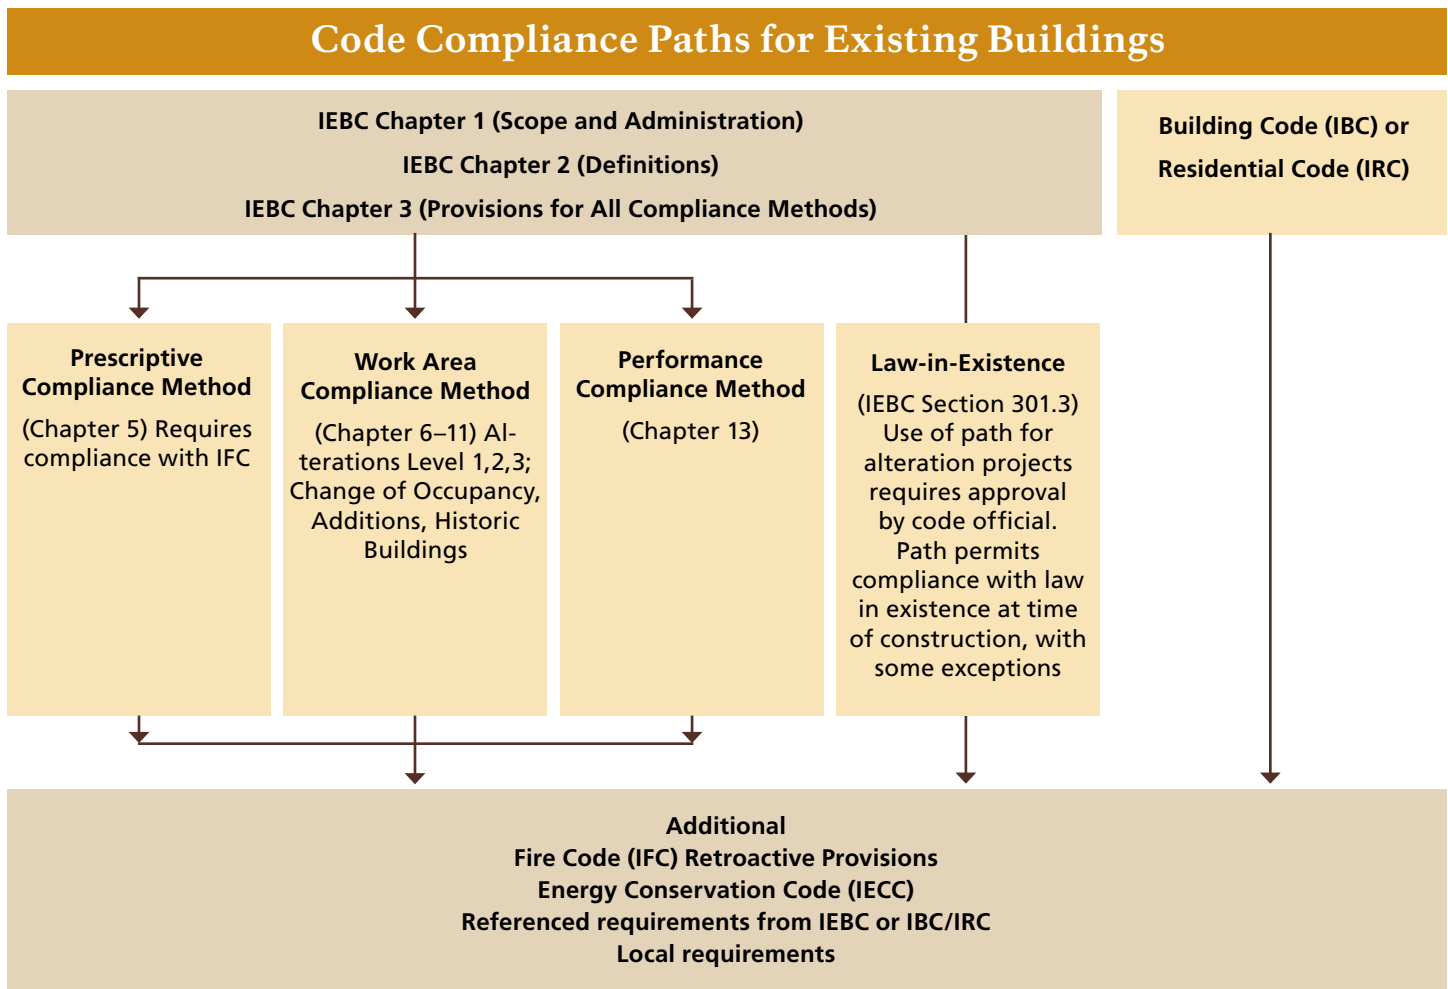 Code Compliance Paths for Existing Buildings
IEBC Chapter 1 (Scope and Administration)
IEBC Chapter 2 (Definitions)
IEBC Chapter 3 (Provisions for All Compliance Methods)
Building Code (IBC) or
Residential Code (IRC)
Prescriptive
Compliance Method
(Chapter 5) Requires
compliance with IFC
Work Area
Compliance Method
(Chapter 6–11) Al-
terations Level 1,2,3;
Change of Occupancy,
Additions, Historic
Buildings
Performance
Compliance Method
(Chapter 13)
Law-in-Existence
(IEBC Section 301.3)
Use of path for
alteration projects
requires approval
by code official.
Path permits
compliance with law
in existence at time
of construction, with
some exceptions
Additional
Fire Code (IFC) Retroactive Provisions
Energy Conservation Code (IECC)
Referenced requirements from IEBC or IBC/IRC
Local requirements